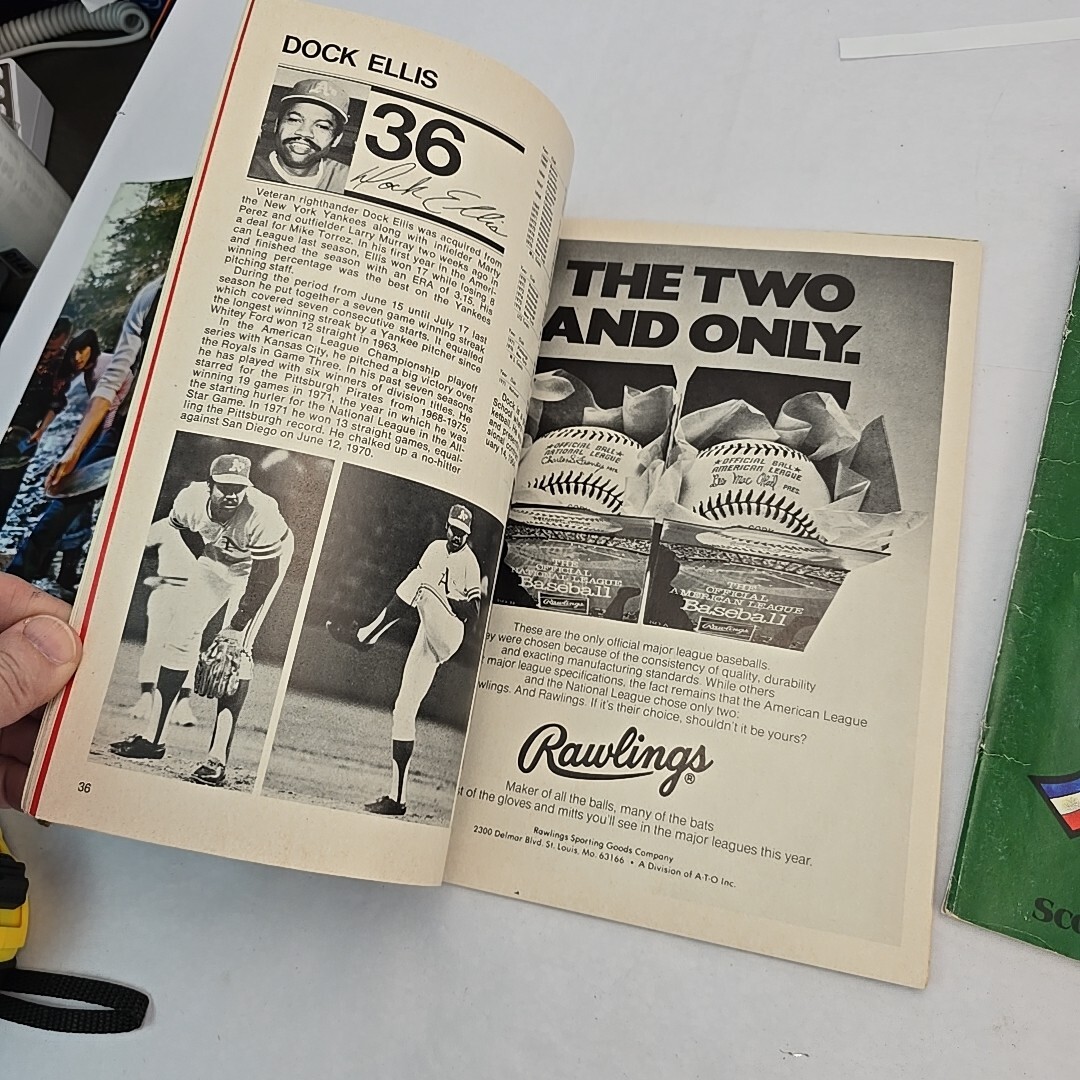 DOCK ELLIS
36
Dock Ellis
Veteran righthander Dock Ellis was acquired from
the New York Yankees along with infielder Marty
Perez and outfielder Larry Murray two weeks ago in
a deal for Mike Torrez. In his first year in the Ameri-
can League last season, Ellis won 17 while losing 8
and finished the season with an ERA of 3.15. His
winning percentage was the best on the Yankees
pitching staff.
During the period from June 15 until July 17 last
season he put together a seven game winning streak
which covered seven consecutive starts. It equalled
the longest winning streak by a Yankee pitcher since
Whitey Ford won 12 straight in 1963.
In the American League Championship playoff
series with Kansas City, he pitched a big victory over
the Royals in Game Three. In his past seven seasons
he has played with six winners of division titles. He
starred for the Pittsburgh Pirates from 1968-1975,
winning 19 games in 1971, the year in which he was
the starting hurler for the National League in the All-
Star Game. In 1971 he won 13 straight games, equal-
ling the Pittsburgh record. He chalked up a no-hitter
against San Diego on June 12, 1970.
36
THE TWO
AND ONLY.
OFFICIAL BALL
NATIONAL LEAGUE
OFFICIAL BALL
AMERICAN LEAGUE
PRES.
THE
OFFICIAL
NATIONAL LEAGUE
Baseball
Rawlings
THE
OFFICIAL
AMERICAN LEAGUE
Baseball
Rawlings
These are the only official major league baseballs.
ey were chosen because of the consistency of quality, durability
and exacting manufacturing standards. While others
major league specifications, the fact remains that the American League
and the National League chose only two:
wlings. And Rawlings. If it's their choice, shouldn't it be yours?
Rawlings®
Maker of all the balls, many of the bats
st of the gloves and mitts you'll see in the major leagues this year.
Rawlings Sporting Goods Company
2300 Delmar Blvd. St. Louis, Mo. 63166 • A Division of A-T-O Inc.
SCO